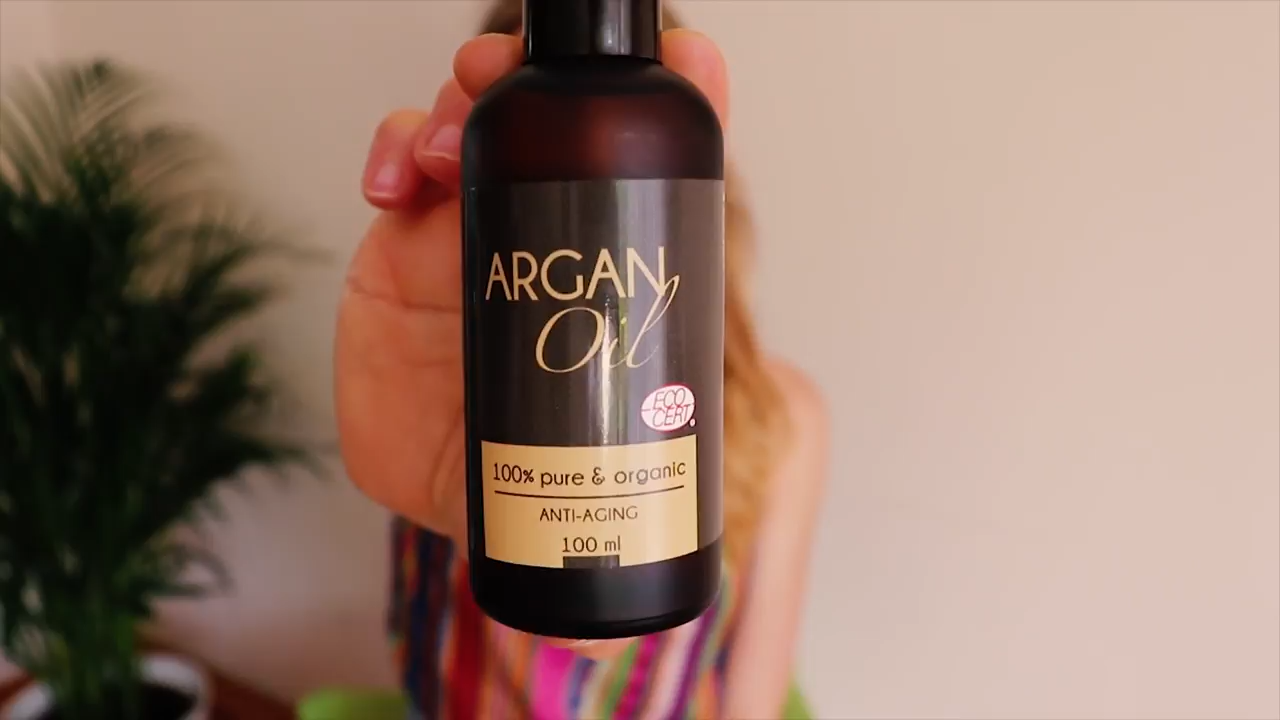 ARGAN
Oil
ECO
CERT
100% pure & organic
ANTI-AGING
100 ml